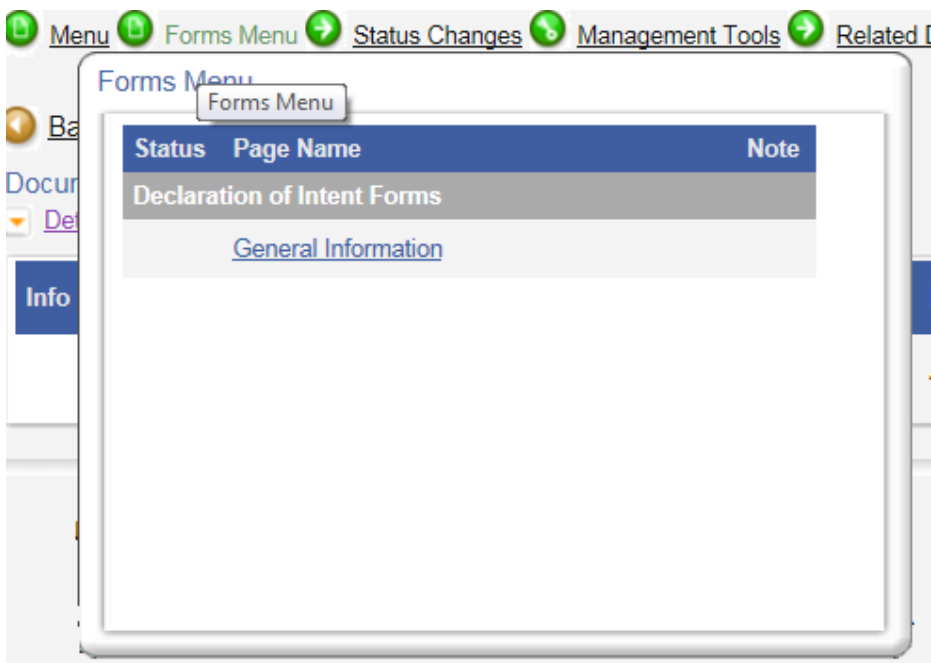 Menu Forms Menu Status Changes Management Tools Related
Forms Menu
Forms Menu
Status Page Name Note
Declaration of Intent Forms
General Information
Info